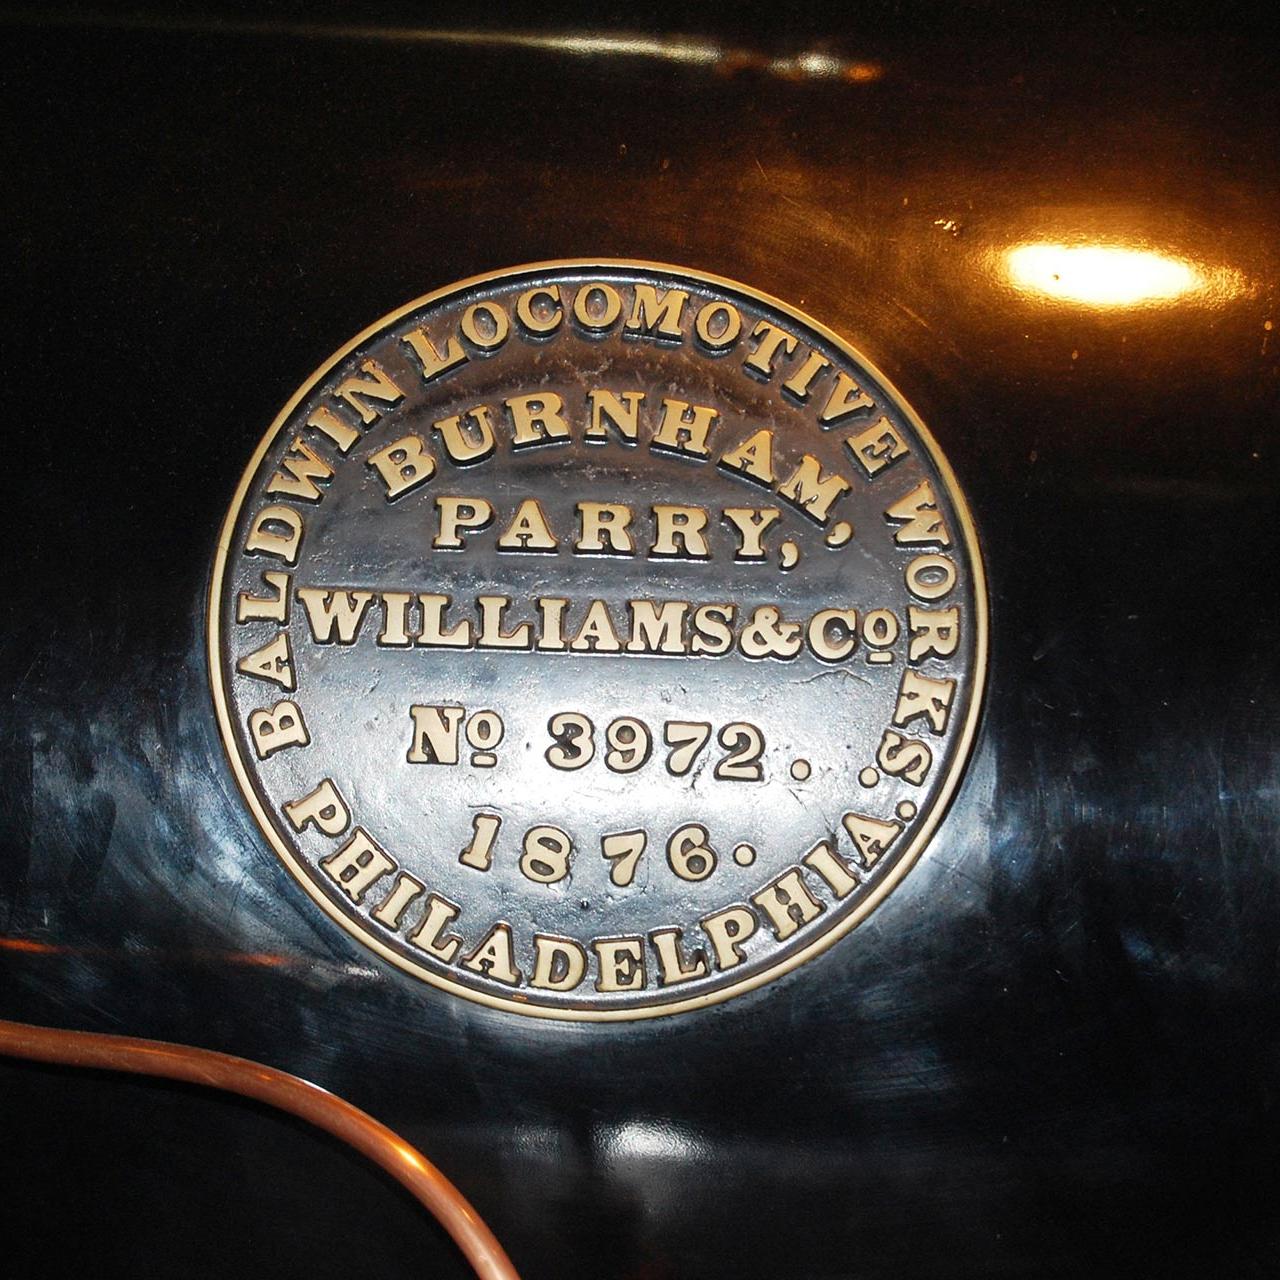 BALDWIN LOCOMOTIVE WORKS.
BURNHAM,
PARRY,
WILLIAMS & Co
No 3972.
1876.
PHILADELPHIA.